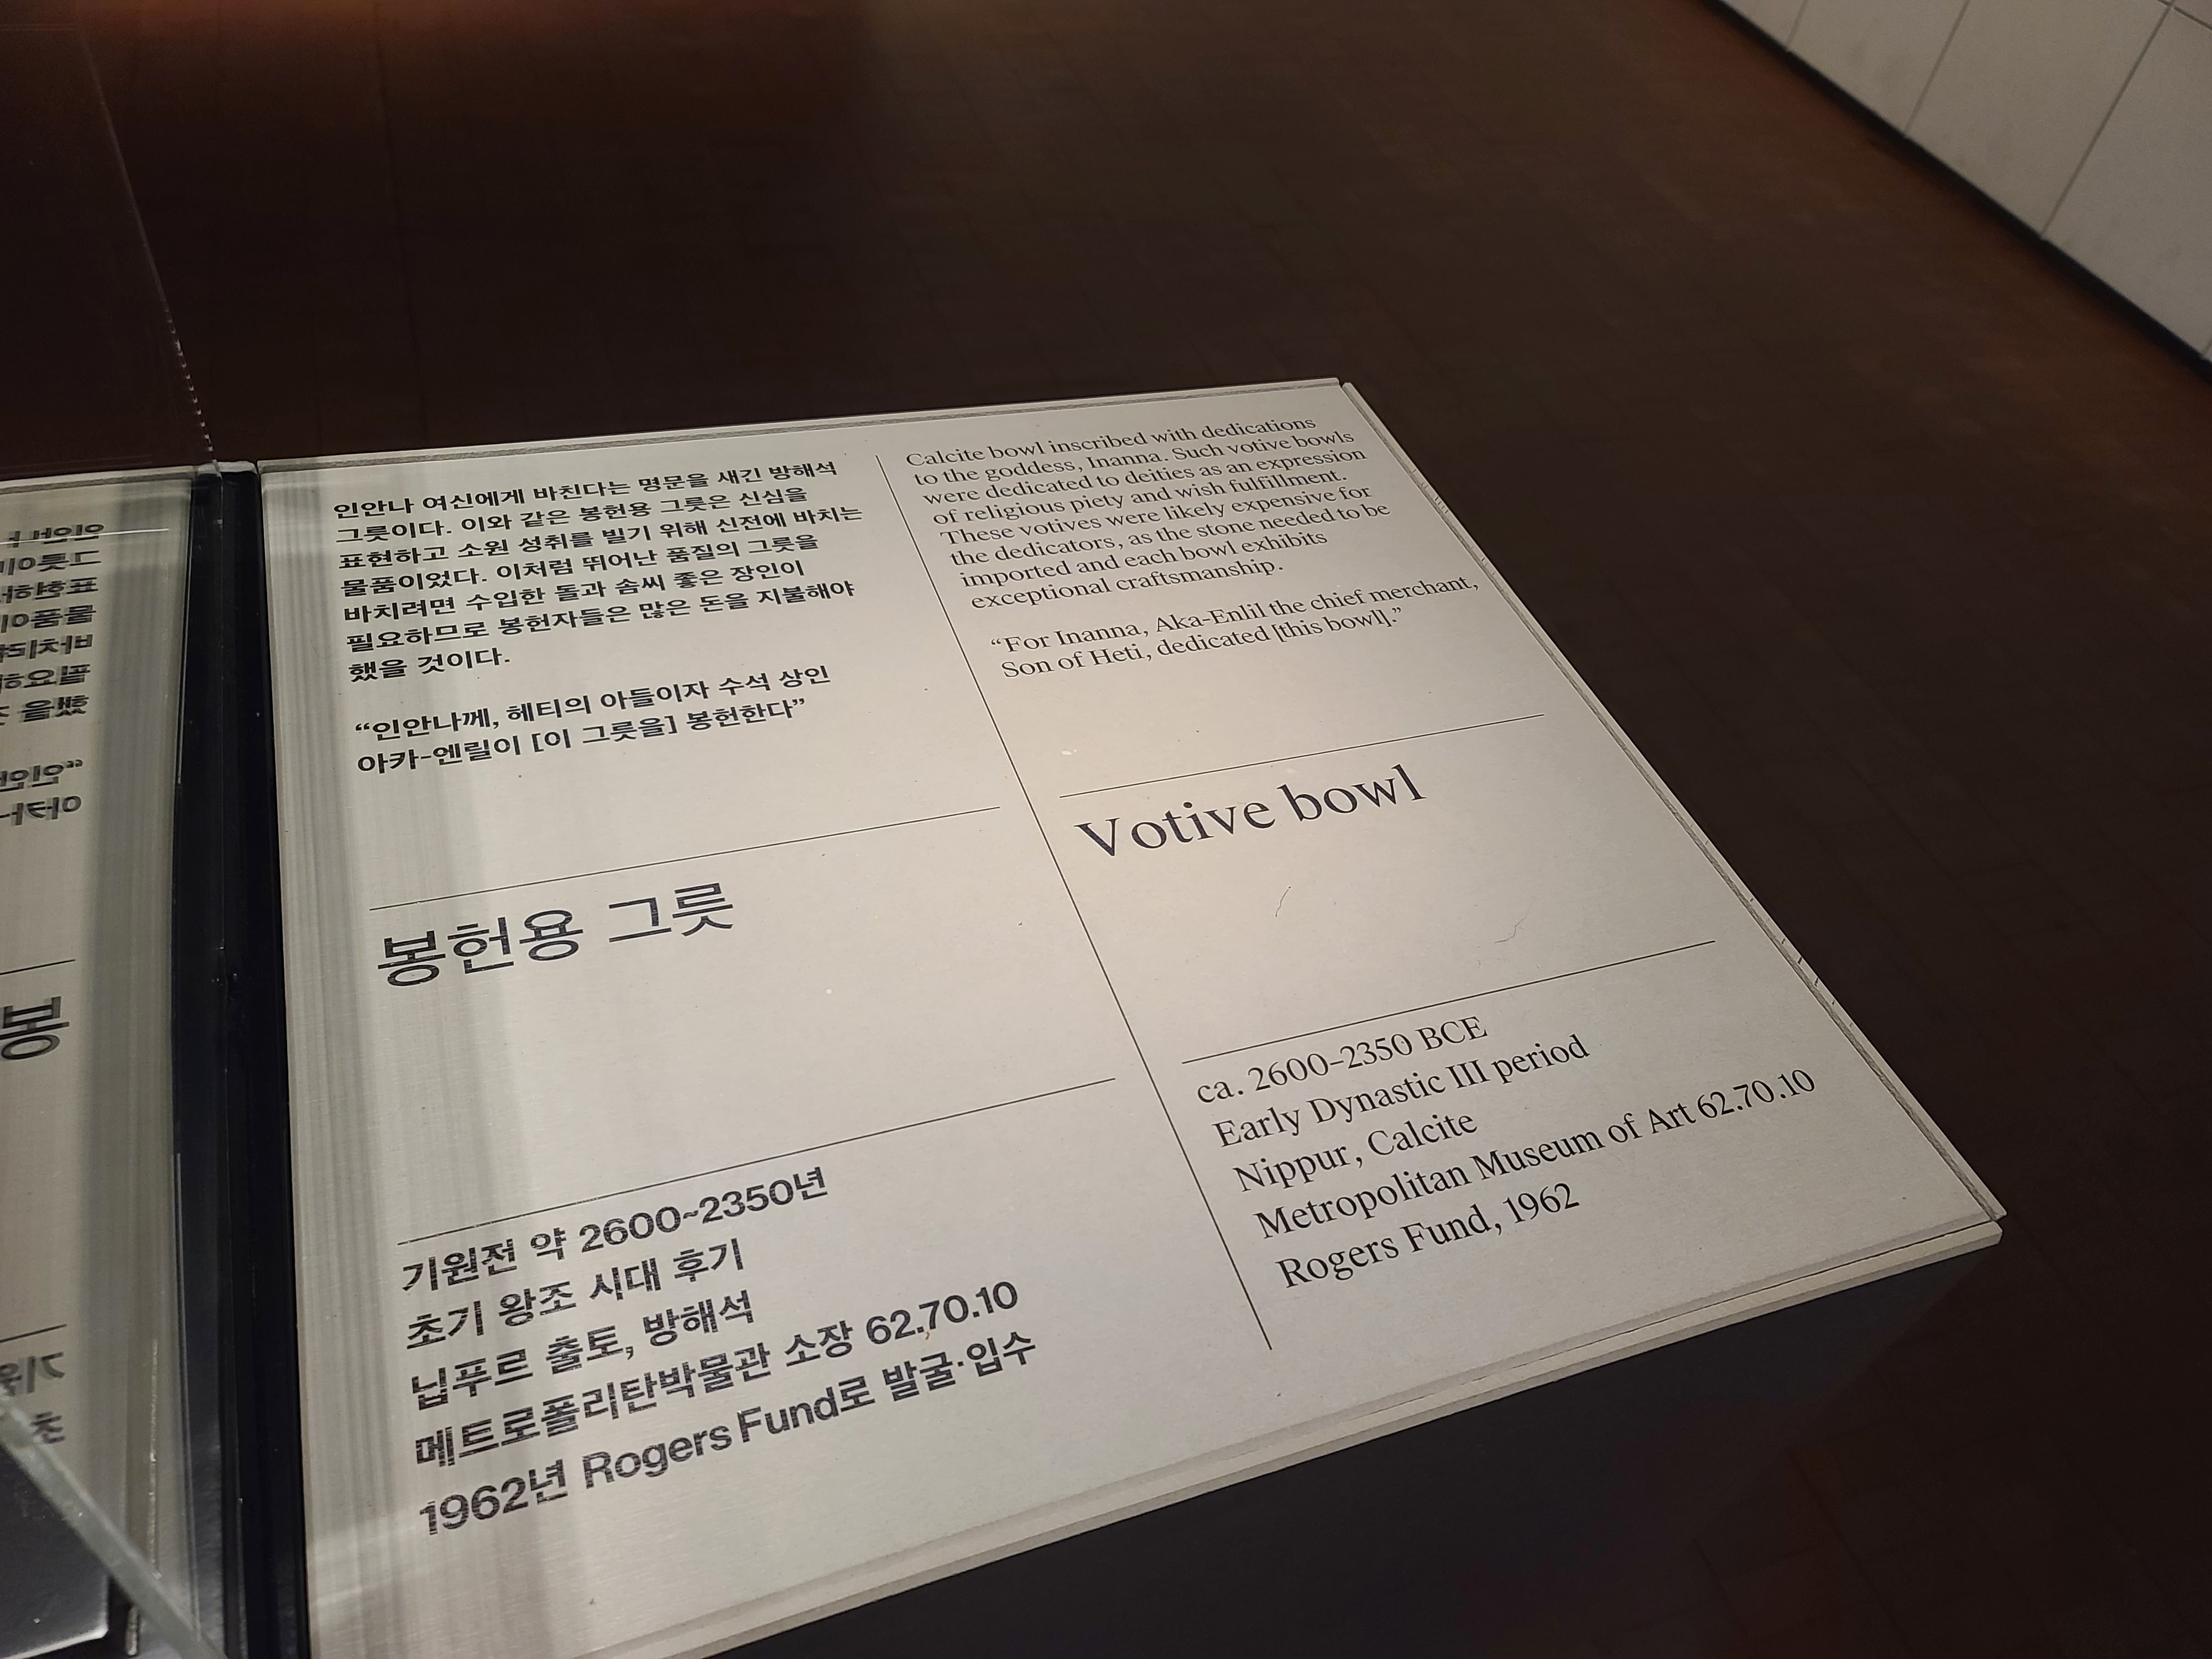 인안나 여신에게 바친다는 명문을 새긴 방해석
그릇이다. 이와 같은 봉헌용 그릇은 신심을
표현하고 소원 성취를 빌기 위해 신전에 바치는
물품이었다. 이처럼 뛰어난 품질의 그릇을
바치려면 수입한 돌과 솜씨 좋은 장인이
필요하므로 봉헌자들은 많은 돈을 지불해야
했을 것이다.
“인안나께, 헤티의 아들이자 수석 상인
아카-엔릴이 [이 그릇을] 봉헌한다”
봉헌용 그릇
기원전 약 2600~2350년
초기 왕조 시대 후기
닙푸르 출토, 방해석
메트로폴리탄박물관 소장 62.70.10
1962년 Rogers Fund로 발굴·입수
Calcite bowl inscribed with dedications
to the goddess, Inanna. Such votive bowls
were dedicated to deities as an expression
of religious piety and wish fulfillment.
These votives were likely expensive for
the dedicators, as the stone needed to be
imported and each bowl exhibits
exceptional craftsmanship.
“For Inanna, Aka-Enlil the chief merchant,
Son of Heti, dedicated [this bowl].”
Votive bowl
ca. 2600–2350 BCE
Early Dynastic III period
Nippur, Calcite
Metropolitan Museum of Art 62.70.10
Rogers Fund, 1962